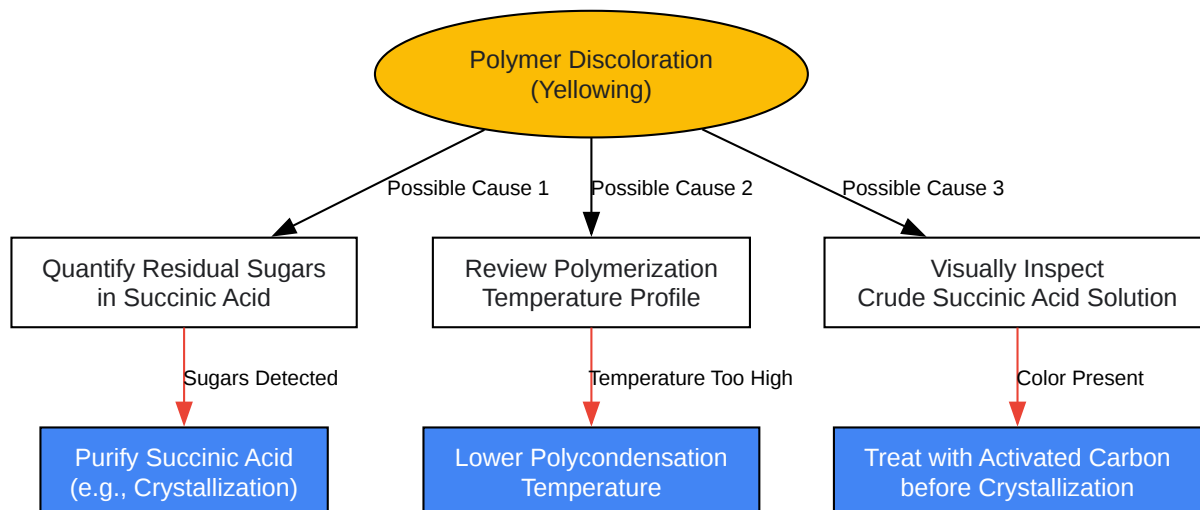 Polymer Discoloration
(Yellowing)
Possible Cause 1
Possible Cause 2
Possible Cause 3
Quantify Residual Sugars
in Succinic Acid
Review Polymerization
Temperature Profile
Visually Inspect
Crude Succinic Acid Solution
Sugars Detected
Temperature Too High
Color Present
Purify Succinic Acid
(e.g., Crystallization)
Lower Polycondensation
Temperature
Treat with Activated Carbon
before Crystallization